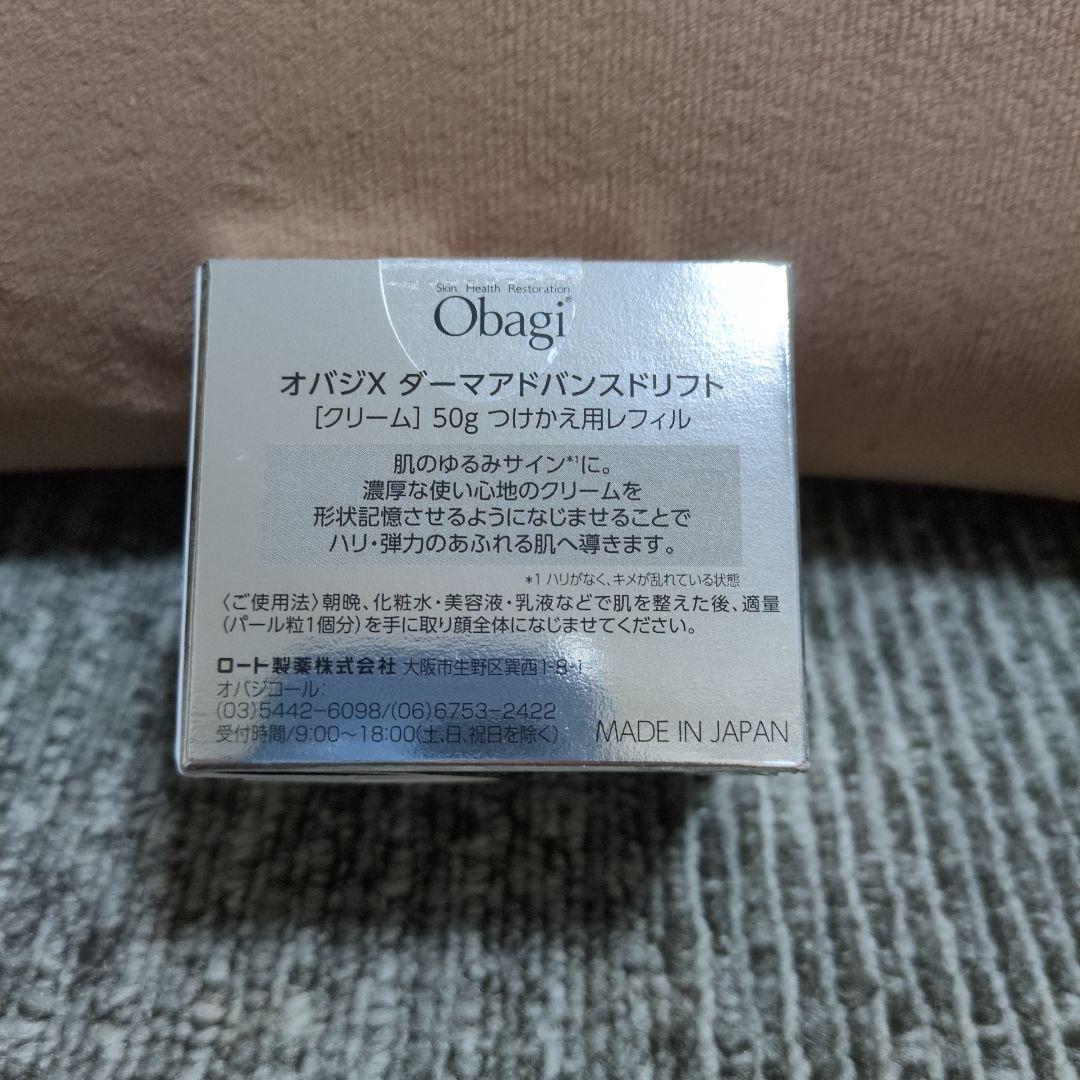 Skin Health Restoration
Obagi®
オバジX ダーマアドバンスドリフト
[クリーム] 50g つけかえ用レフィル
肌のゆるみサイン*1に。
濃厚な使い心地のクリームを
形状記憶させるようになじませることで
ハリ・弾力のあふれる肌へ導きます。
*1 ハリがなく、キメが乱れている状態
〈ご使用法〉朝晩、化粧水・美容液・乳液などで肌を整えた後、適量
(パール粒1個分)を手に取り顔全体になじませてください。
ロート製薬株式会社 大阪市生野区巽西1-8-1
オバジコール:
(03)5442-6098/(06)6753-2422
受付時間/9:00〜18:00(土、日、祝日を除く)
MADE IN JAPAN